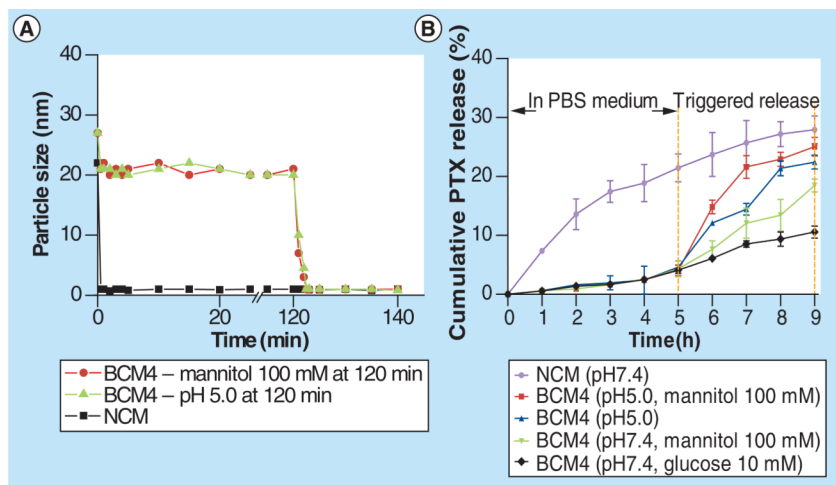 A
40
30
20
10
0
Particle size (nm)
0
20
120
140
Time (min)
BCM4 – mannitol 100 mM at 120 min
BCM4 – pH 5.0 at 120 min
NCM
B
40
30
20
10
0
Cumulative PTX release (%)
In PBS medium
Triggered release
0 1 2 3 4 5 6 7 8 9
Time (h)
NCM (pH7.4)
BCM4 (pH5.0, mannitol 100 mM)
BCM4 (pH5.0)
BCM4 (pH7.4, mannitol 100 mM)
BCM4 (pH7.4, glucose 10 mM)